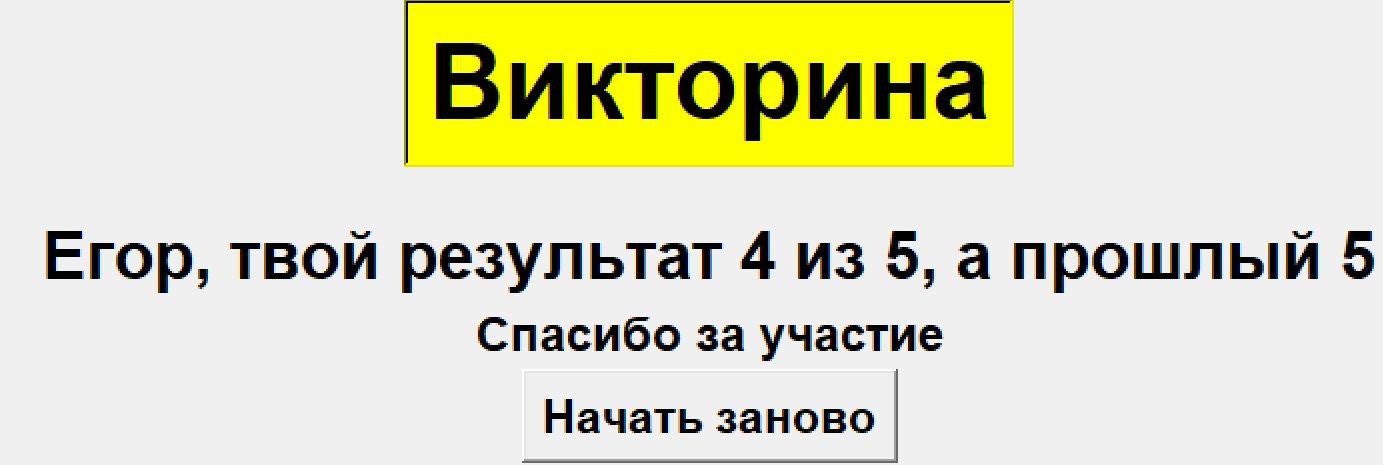 Викторина
Егор, твой результат 4 из 5, а прошлый 5
Спасибо за участие
Начать заново